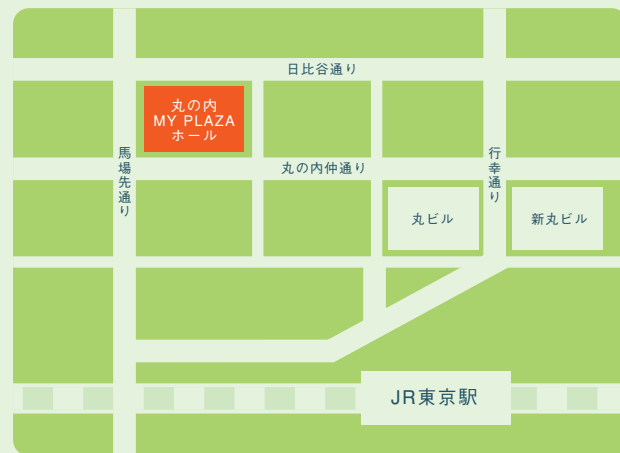 日比谷通り
丸の内
MY PLAZA
ホール
馬場先通り
丸の内仲通り
行幸通り
丸ビル
新丸ビル
JR東京駅